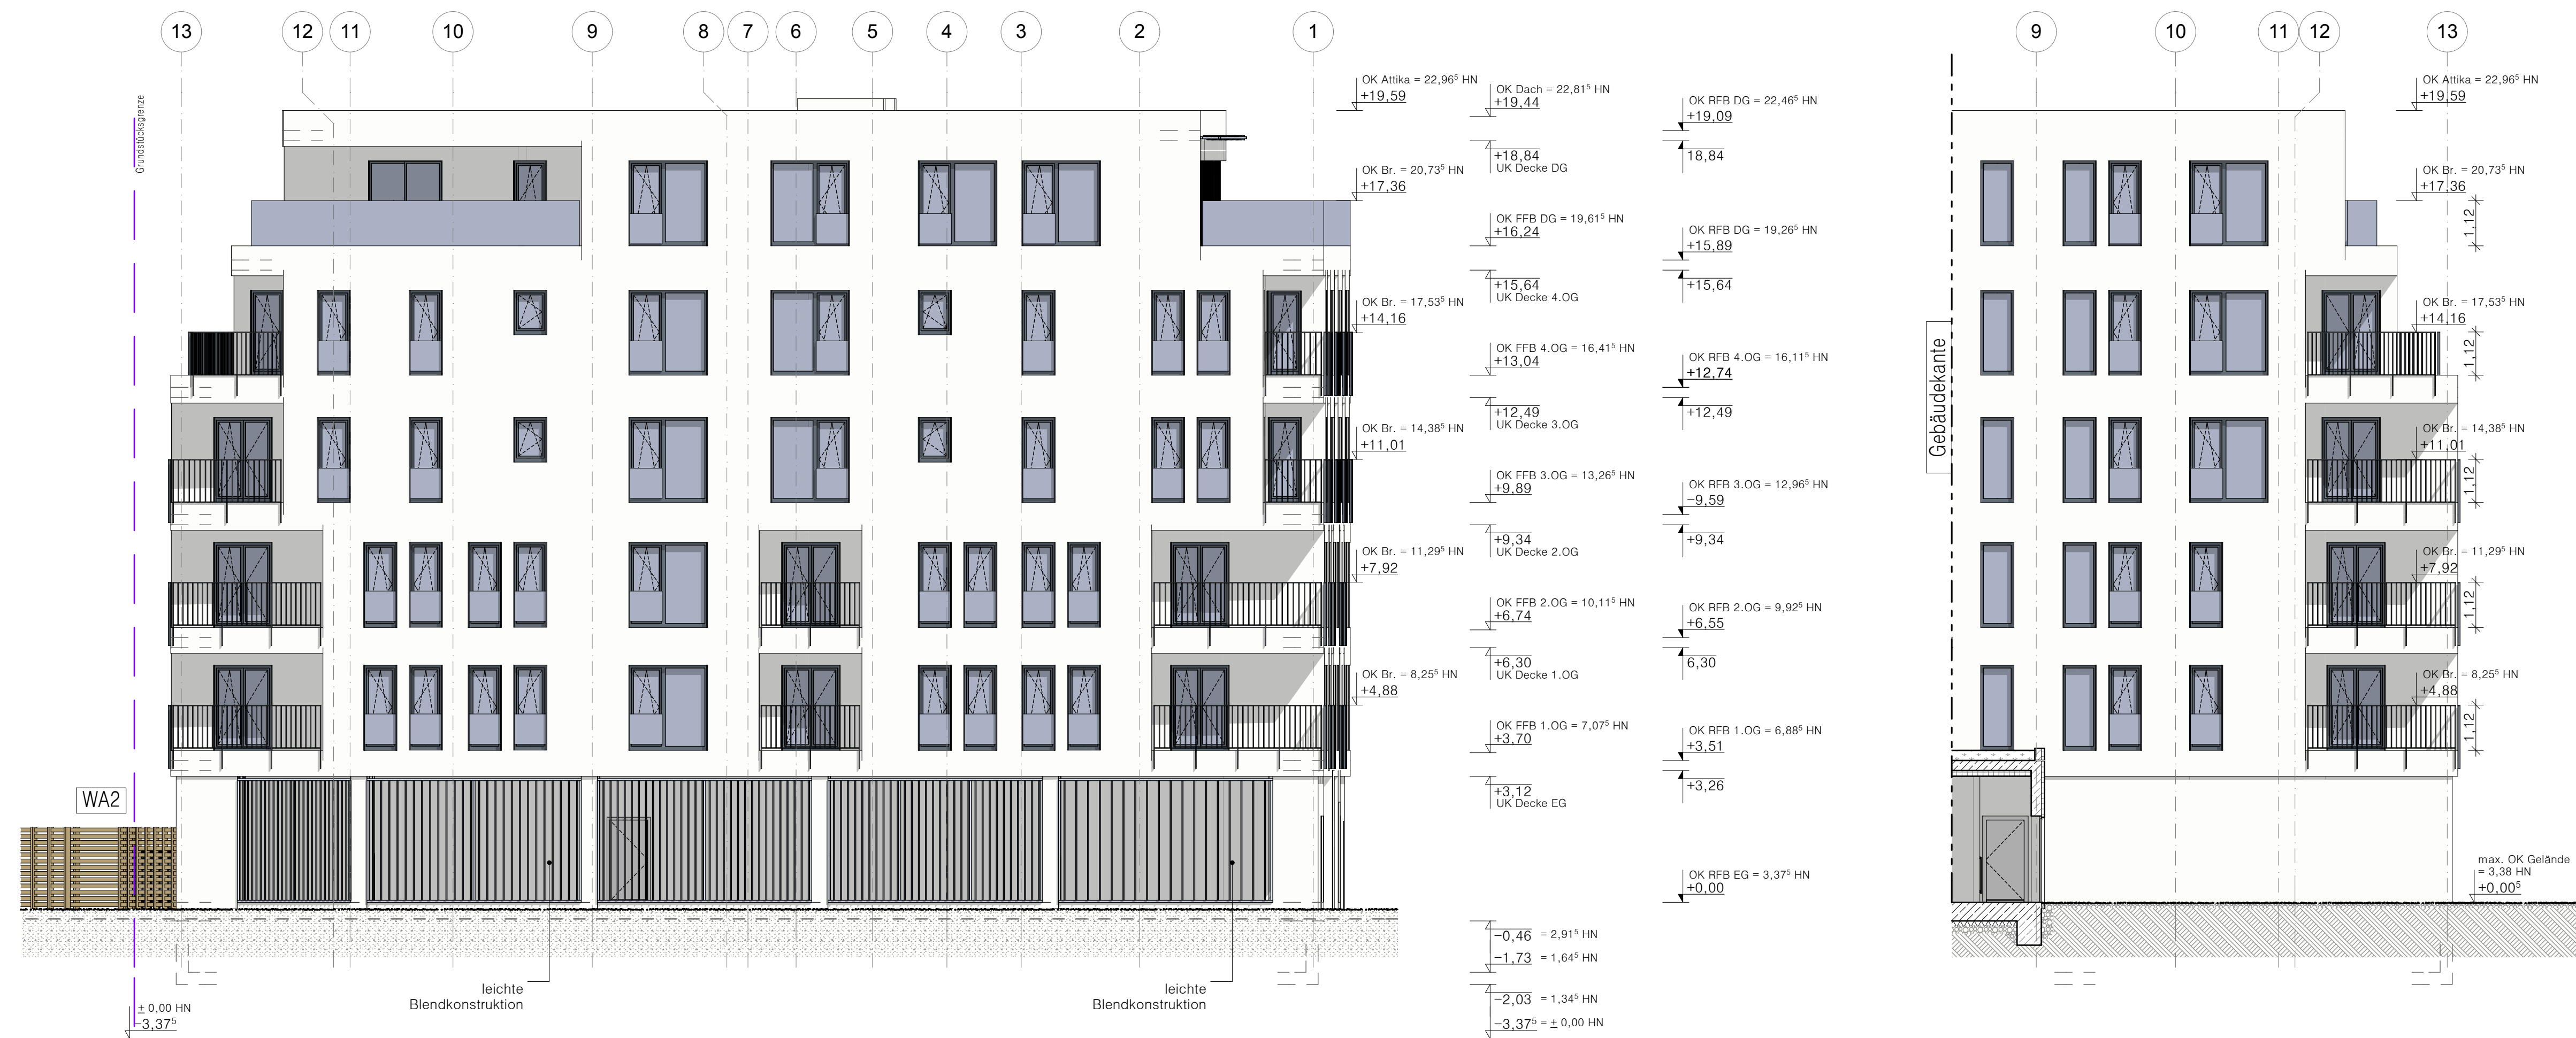 13 12 11 10 9 8 7 6 5 4 3 2 1
9 10 11 12 13
Grundstücksgrenze
WA2
± 0,00 HN
−3,37⁵
leichte
Blendkonstruktion
leichte
Blendkonstruktion
OK Attika = 22,96⁵ HN
+19,59
OK Br. = 20,73⁵ HN
+17,36
OK Br. = 17,53⁵ HN
+14,16
OK Br. = 14,38⁵ HN
+11,01
OK Br. = 11,29⁵ HN
+7,92
OK Br. = 8,25⁵ HN
+4,88
OK Dach = 22,81⁵ HN
+19,44
+18,84
UK Decke DG
OK FFB DG = 19,61⁵ HN
+16,24
+15,64
UK Decke 4.OG
OK FFB 4.OG = 16,41⁵ HN
+13,04
+12,49
UK Decke 3.OG
OK FFB 3.OG = 13,26⁵ HN
+9,89
+9,34
UK Decke 2.OG
OK FFB 2.OG = 10,11⁵ HN
+6,74
+6,30
UK Decke 1.OG
OK FFB 1.OG = 7,07⁵ HN
+3,70
+3,12
UK Decke EG
−0,46 = 2,91⁵ HN
−1,73 = 1,64⁵ HN
−2,03 = 1,34⁵ HN
−3,37⁵ = ± 0,00 HN
OK RFB DG = 22,46⁵ HN
+19,09
18,84
OK RFB DG = 19,26⁵ HN
+15,89
+15,64
OK RFB 4.OG = 16,11⁵ HN
+12,74
+12,49
OK RFB 3.OG = 12,96⁵ HN
−9,59
+9,34
OK RFB 2.OG = 9,92⁵ HN
+6,55
6,30
OK RFB 1.OG = 6,88⁵ HN
+3,51
+3,26
OK RFB EG = 3,37⁵ HN
+0,00
Gebäudekante
OK Attika = 22,96⁵ HN
+19,59
OK Br. = 20,73⁵ HN
+17,36
1,12
OK Br. = 17,53⁵ HN
+14,16
1,12
OK Br. = 14,38⁵ HN
+11,01
1,12
OK Br. = 11,29⁵ HN
+7,92
1,12
OK Br. = 8,25⁵ HN
+4,88
1,12
max. OK Gelände
= 3,38 HN
+0,00⁵